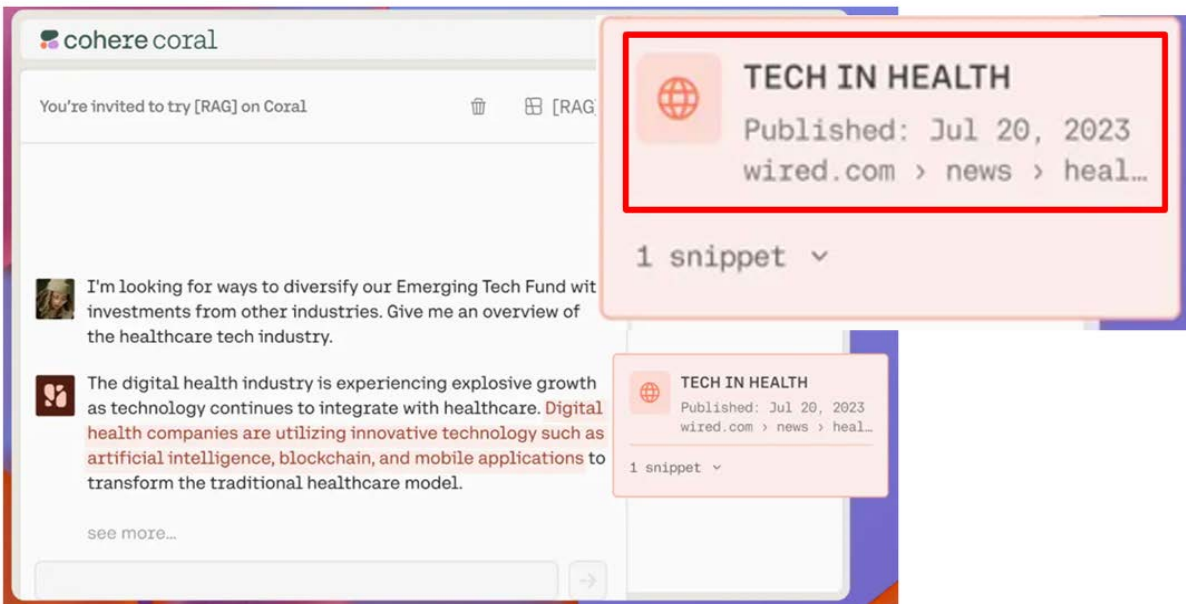 cohere coral
You're invited to try [RAG] on Coral
[RAG]
TECH IN HEALTH
Published: Jul 20, 2023
wired.com › news › heal…
1 snippet
I'm looking for ways to diversify our Emerging Tech Fund wit
investments from other industries. Give me an overview of
the healthcare tech industry.
The digital health industry is experiencing explosive growth
as technology continues to integrate with healthcare. Digital
health companies are utilizing innovative technology such as
artificial intelligence, blockchain, and mobile applications to
transform the traditional healthcare model.
see more...
TECH IN HEALTH
Published: Jul 20, 2023
wired.com › news › heal…
1 snippet